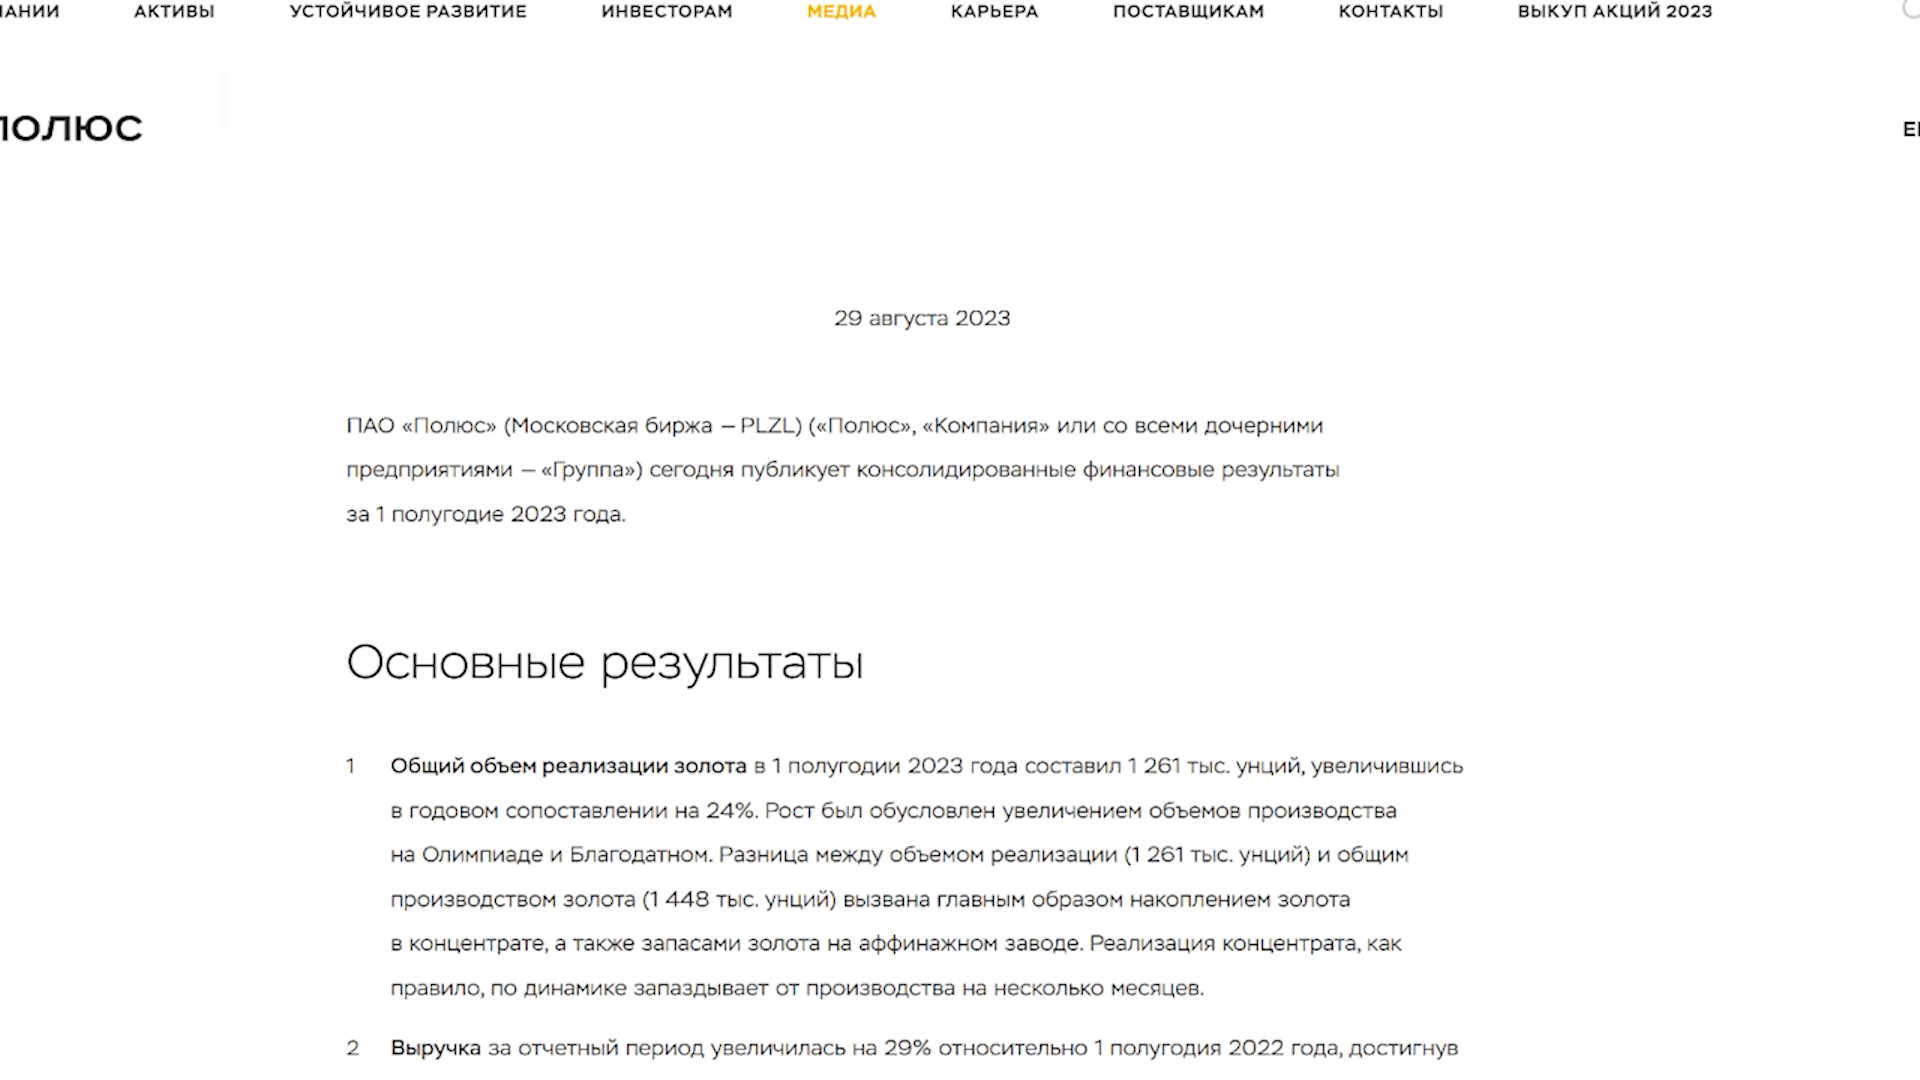 АКТИВЫ УСТОЙЧИВОЕ РАЗВИТИЕ ИНВЕСТОРАМ МЕДИА КАРЬЕРА ПОСТАВЩИКАМ КОНТАКТЫ ВЫКУП АКЦИЙ 2023
ПОЛЮС
29 августа 2023
ПАО «Полюс» (Московская биржа – PLZL) («Полюс», «Компания» или со всеми дочерними
предприятиями – «Группа») сегодня публикует консолидированные финансовые результаты
за 1 полугодие 2023 года.
Основные результаты
1 Общий объем реализации золота в 1 полугодии 2023 года составил 1 261 тыс. унций, увеличившись
в годовом сопоставлении на 24%. Рост был обусловлен увеличением объемов производства
на Олимпиаде и Благодатном. Разница между объемом реализации (1 261 тыс. унций) и общим
производством золота (1 448 тыс. унций) вызвана главным образом накоплением золота
в концентрате, а также запасами золота на аффинажном заводе. Реализация концентрата, как
правило, по динамике запаздывает от производства на несколько месяцев.
2 Выручка за отчетный период увеличилась на 29% относительно 1 полугодия 2022 года, достигнув